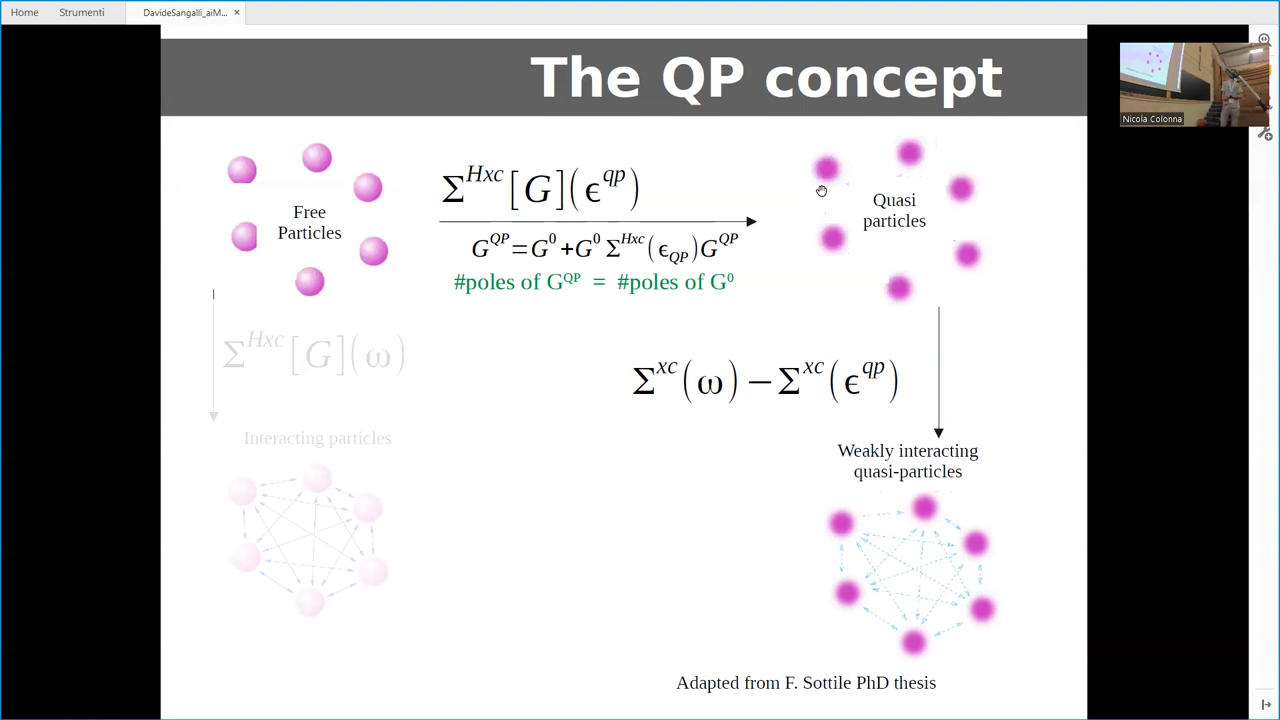 Home Strumenti DavideSangalli_aiM... ×
The QP concept
Nicola Colonna
Free
Particles
Σ^{Hxc}[G](ϵ^{qp})
G^{QP}=G^0+G^0 Σ^{Hxc}(ϵ_{QP})G^{QP}
#poles of G^{QP} = #poles of G^0
Quasi
particles
Σ^{Hxc}[G](ω)
Σ^{xc}(ω)−Σ^{xc}(ϵ^{qp})
Interacting particles
Weakly interacting
quasi-particles
Adapted from F. Sottile PhD thesis